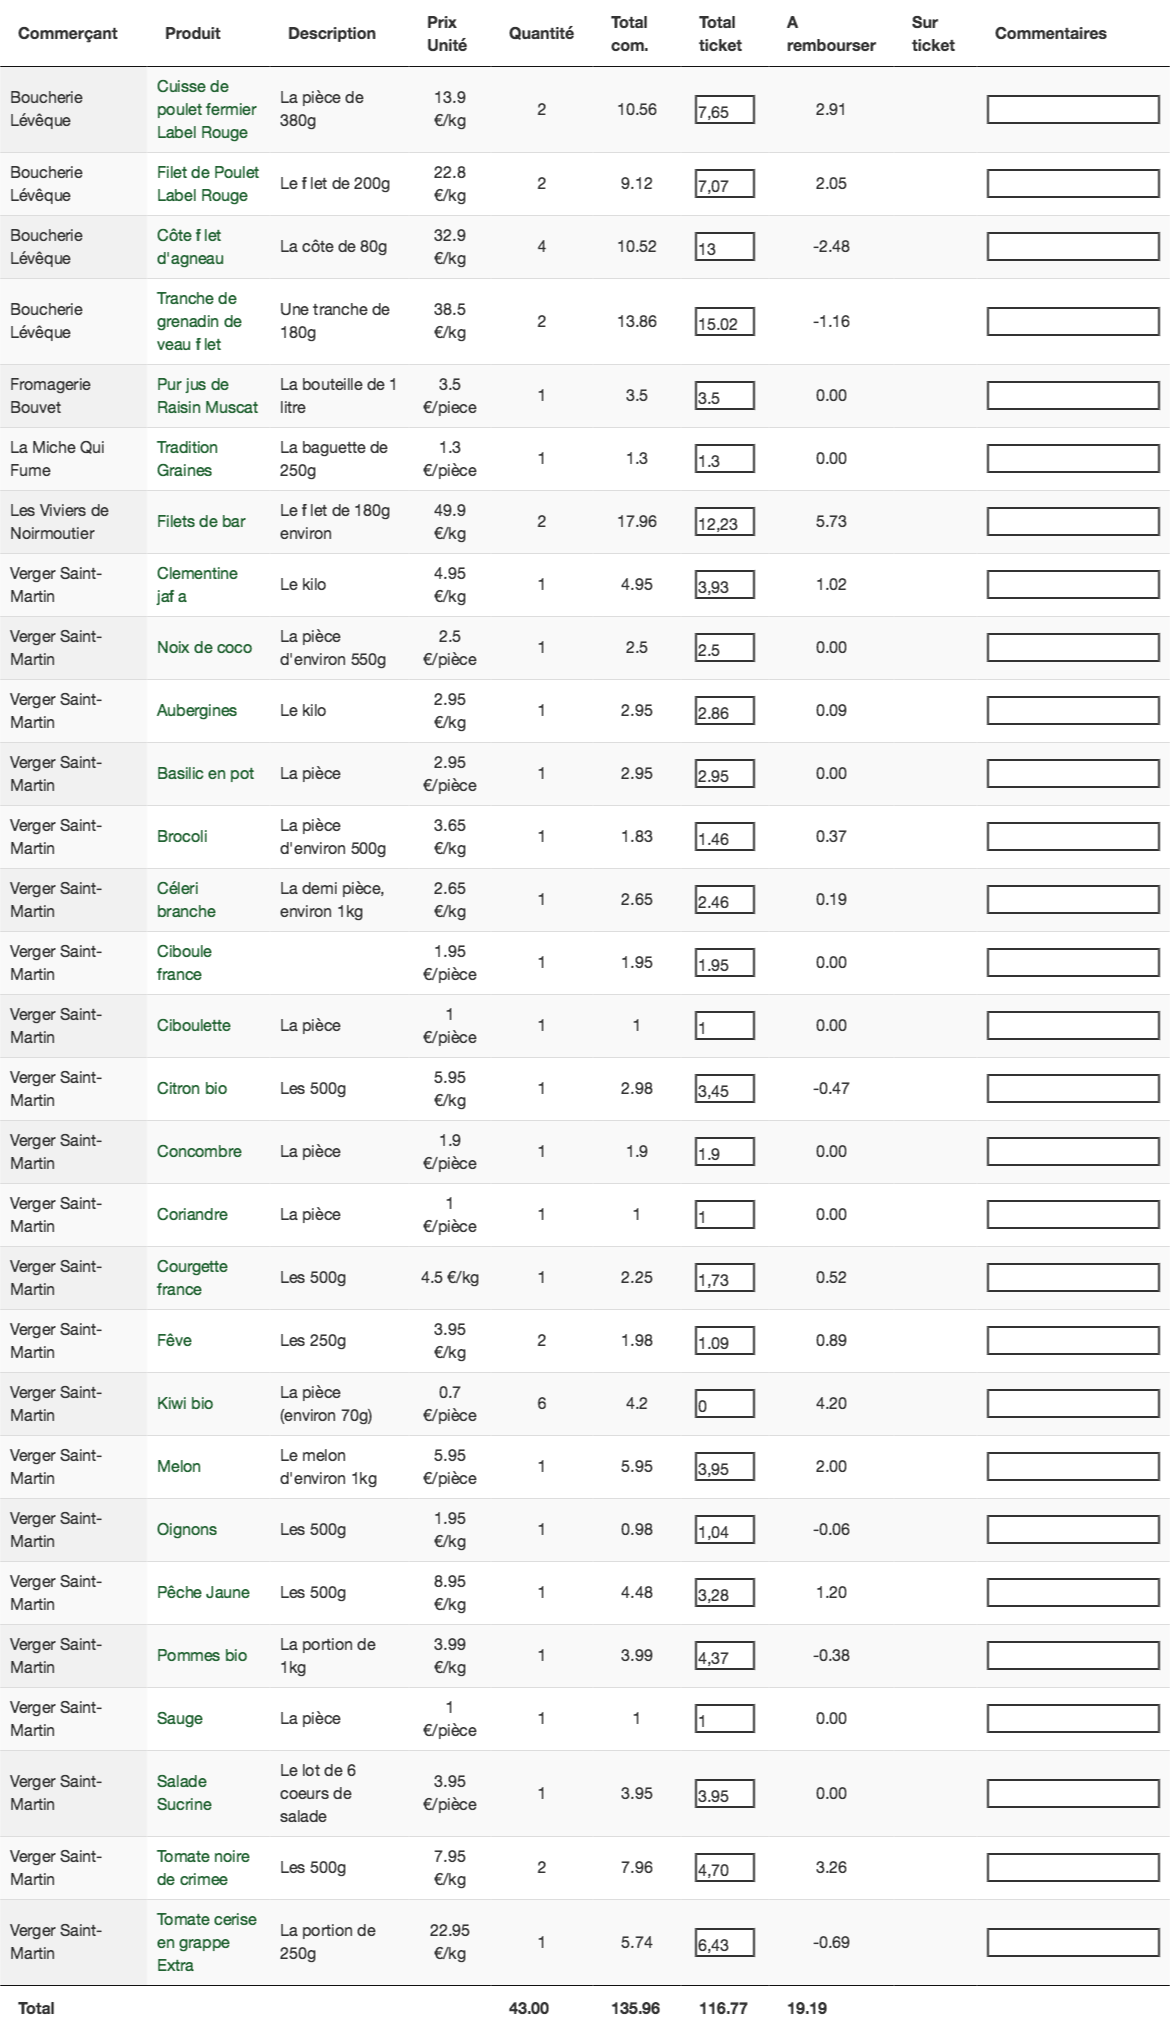 Commerçant Produit Description Prix Unité Quantité Total com. Total ticket A rembourser Sur ticket Commentaires
Boucherie Lévêque Cuisse de poulet fermier Label Rouge La pièce de 380g 13.9 €/kg 2 10.56 7,65 2.91
Boucherie Lévêque Filet de Poulet Label Rouge Le f let de 200g 22.8 €/kg 2 9.12 7,07 2.05
Boucherie Lévêque Côte f let d'agneau La côte de 80g 32.9 €/kg 4 10.52 13 -2.48
Boucherie Lévêque Tranche de grenadin de veau f let Une tranche de 180g 38.5 €/kg 2 13.86 15.02 -1.16
Fromagerie Bouvet Pur jus de Raisin Muscat La bouteille de 1 litre 3.5 €/piece 1 3.5 3.5 0.00
La Miche Qui Fume Tradition Graines La baguette de 250g 1.3 €/pièce 1 1.3 1.3 0.00
Les Viviers de Noirmoutier Filets de bar Le f let de 180g environ 49.9 €/kg 2 17.96 12,23 5.73
Verger Saint-Martin Clementine jaf a Le kilo 4.95 €/kg 1 4.95 3,93 1.02
Verger Saint-Martin Noix de coco La pièce d'environ 550g 2.5 €/pièce 1 2.5 2.5 0.00
Verger Saint-Martin Aubergines Le kilo 2.95 €/kg 1 2.95 2.86 0.09
Verger Saint-Martin Basilic en pot La pièce 2.95 €/pièce 1 2.95 2.95 0.00
Verger Saint-Martin Brocoli La pièce d'environ 500g 3.65 €/kg 1 1.83 1.46 0.37
Verger Saint-Martin Céleri branche La demi pièce, environ 1kg 2.65 €/kg 1 2.65 2.46 0.19
Verger Saint-Martin Ciboule france 1.95 €/pièce 1 1.95 1.95 0.00
Verger Saint-Martin Ciboulette La pièce 1 €/pièce 1 1 1 0.00
Verger Saint-Martin Citron bio Les 500g 5.95 €/kg 1 2.98 3,45 -0.47
Verger Saint-Martin Concombre La pièce 1.9 €/pièce 1 1.9 1.9 0.00
Verger Saint-Martin Coriandre La pièce 1 €/pièce 1 1 1 0.00
Verger Saint-Martin Courgette france Les 500g 4.5 €/kg 1 2.25 1,73 0.52
Verger Saint-Martin Fêve Les 250g 3.95 €/kg 2 1.98 1.09 0.89
Verger Saint-Martin Kiwi bio La pièce (environ 70g) 0.7 €/pièce 6 4.2 0 4.20
Verger Saint-Martin Melon Le melon d'environ 1kg 5.95 €/pièce 1 5.95 3,95 2.00
Verger Saint-Martin Oignons Les 500g 1.95 €/kg 1 0.98 1,04 -0.06
Verger Saint-Martin Pêche Jaune Les 500g 8.95 €/kg 1 4.48 3,28 1.20
Verger Saint-Martin Pommes bio La portion de 1kg 3.99 €/kg 1 3.99 4,37 -0.38
Verger Saint-Martin Sauge La pièce 1 €/pièce 1 1 1 0.00
Verger Saint-Martin Salade Sucrine Le lot de 6 coeurs de salade 3.95 €/pièce 1 3.95 3.95 0.00
Verger Saint-Martin Tomate noire de crimee Les 500g 7.95 €/kg 2 7.96 4,70 3.26
Verger Saint-Martin Tomate cerise en grappe Extra La portion de 250g 22.95 €/kg 1 5.74 6,43 -0.69
Total 43.00 135.96 116.77 19.19